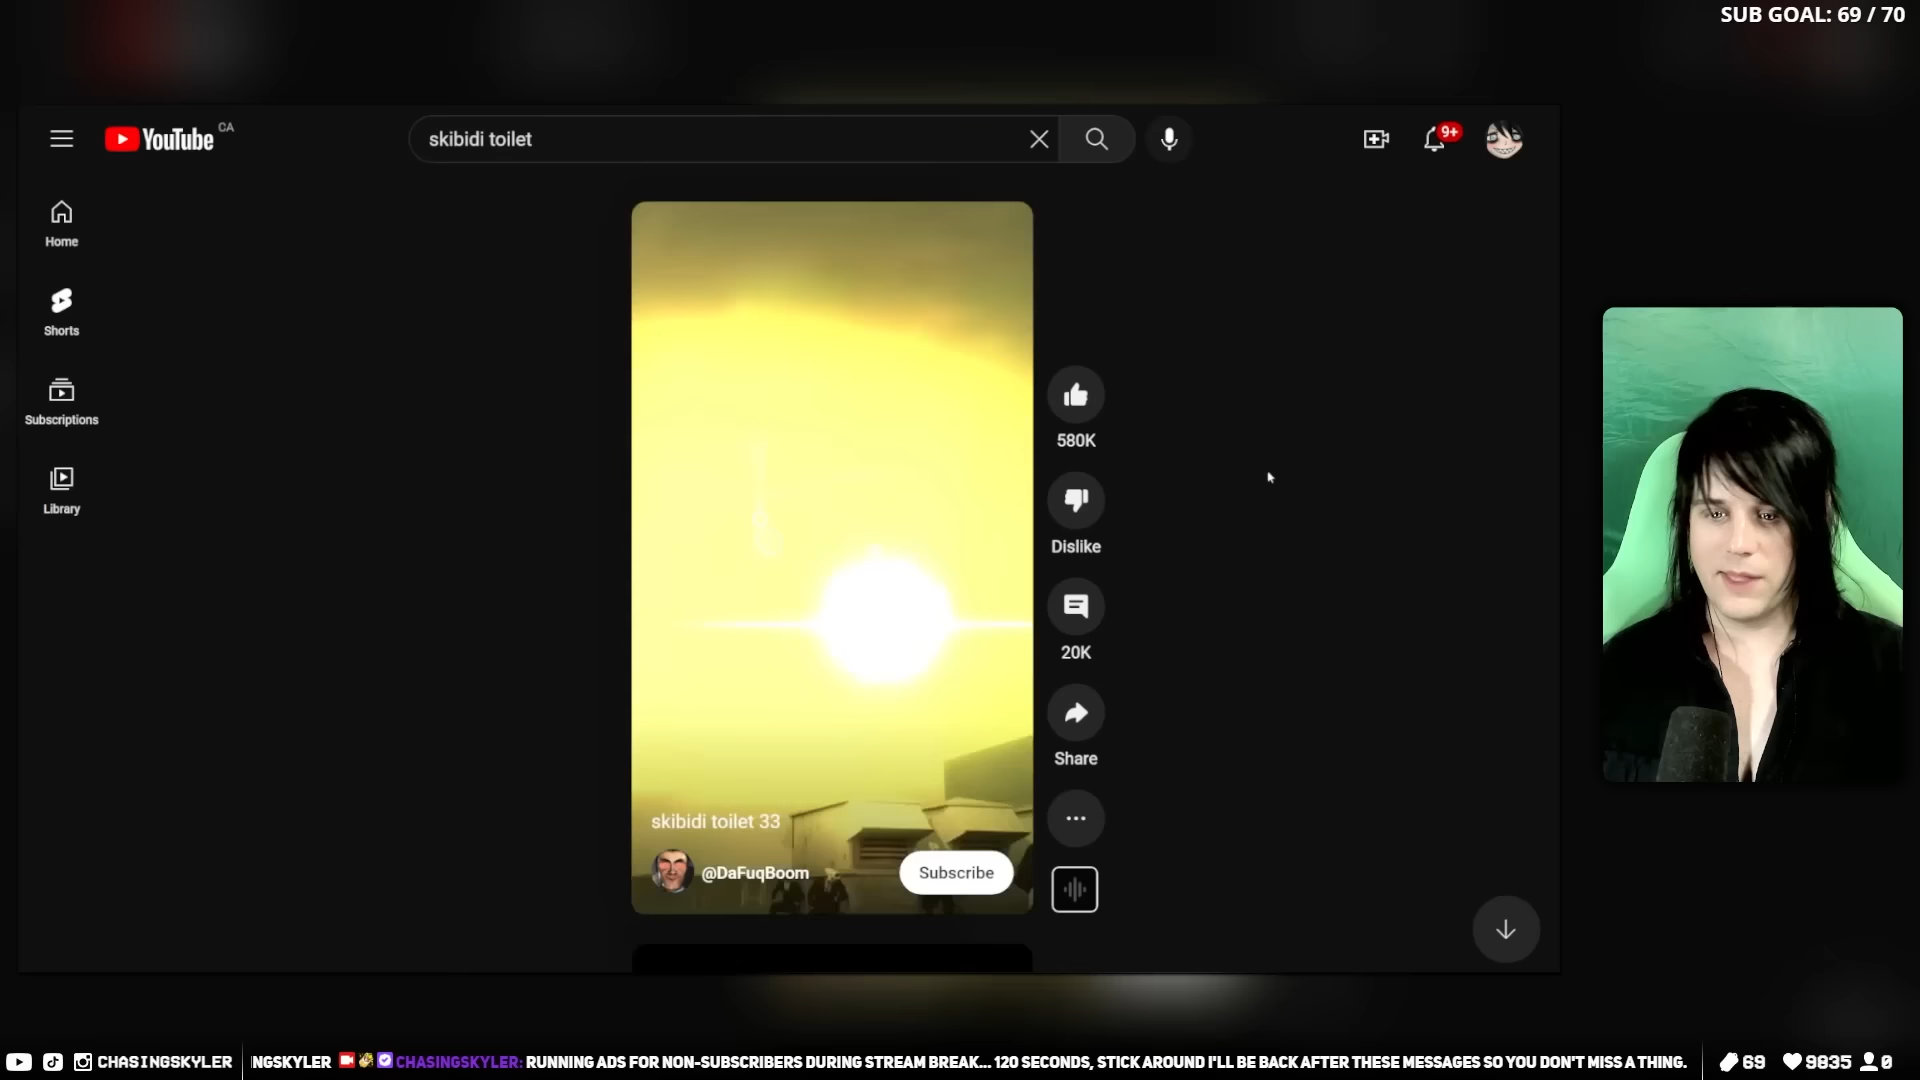 SUB GOAL: 69 / 70
YouTube CA
skibidi toilet
9+
Home
Shorts
Subscriptions
Library
580K
Dislike
20K
Share
skibidi toilet 33
@DaFuqBoom
Subscribe
CHASINGSKYLER
NGSKYLER CHASINGSKYLER: RUNNING ADS FOR NON-SUBSCRIBERS DURING STREAM BREAK... 120 SECONDS, STICK AROUND I'LL BE BACK AFTER THESE MESSAGES SO YOU DON'T MISS A THING.
69 9835 0